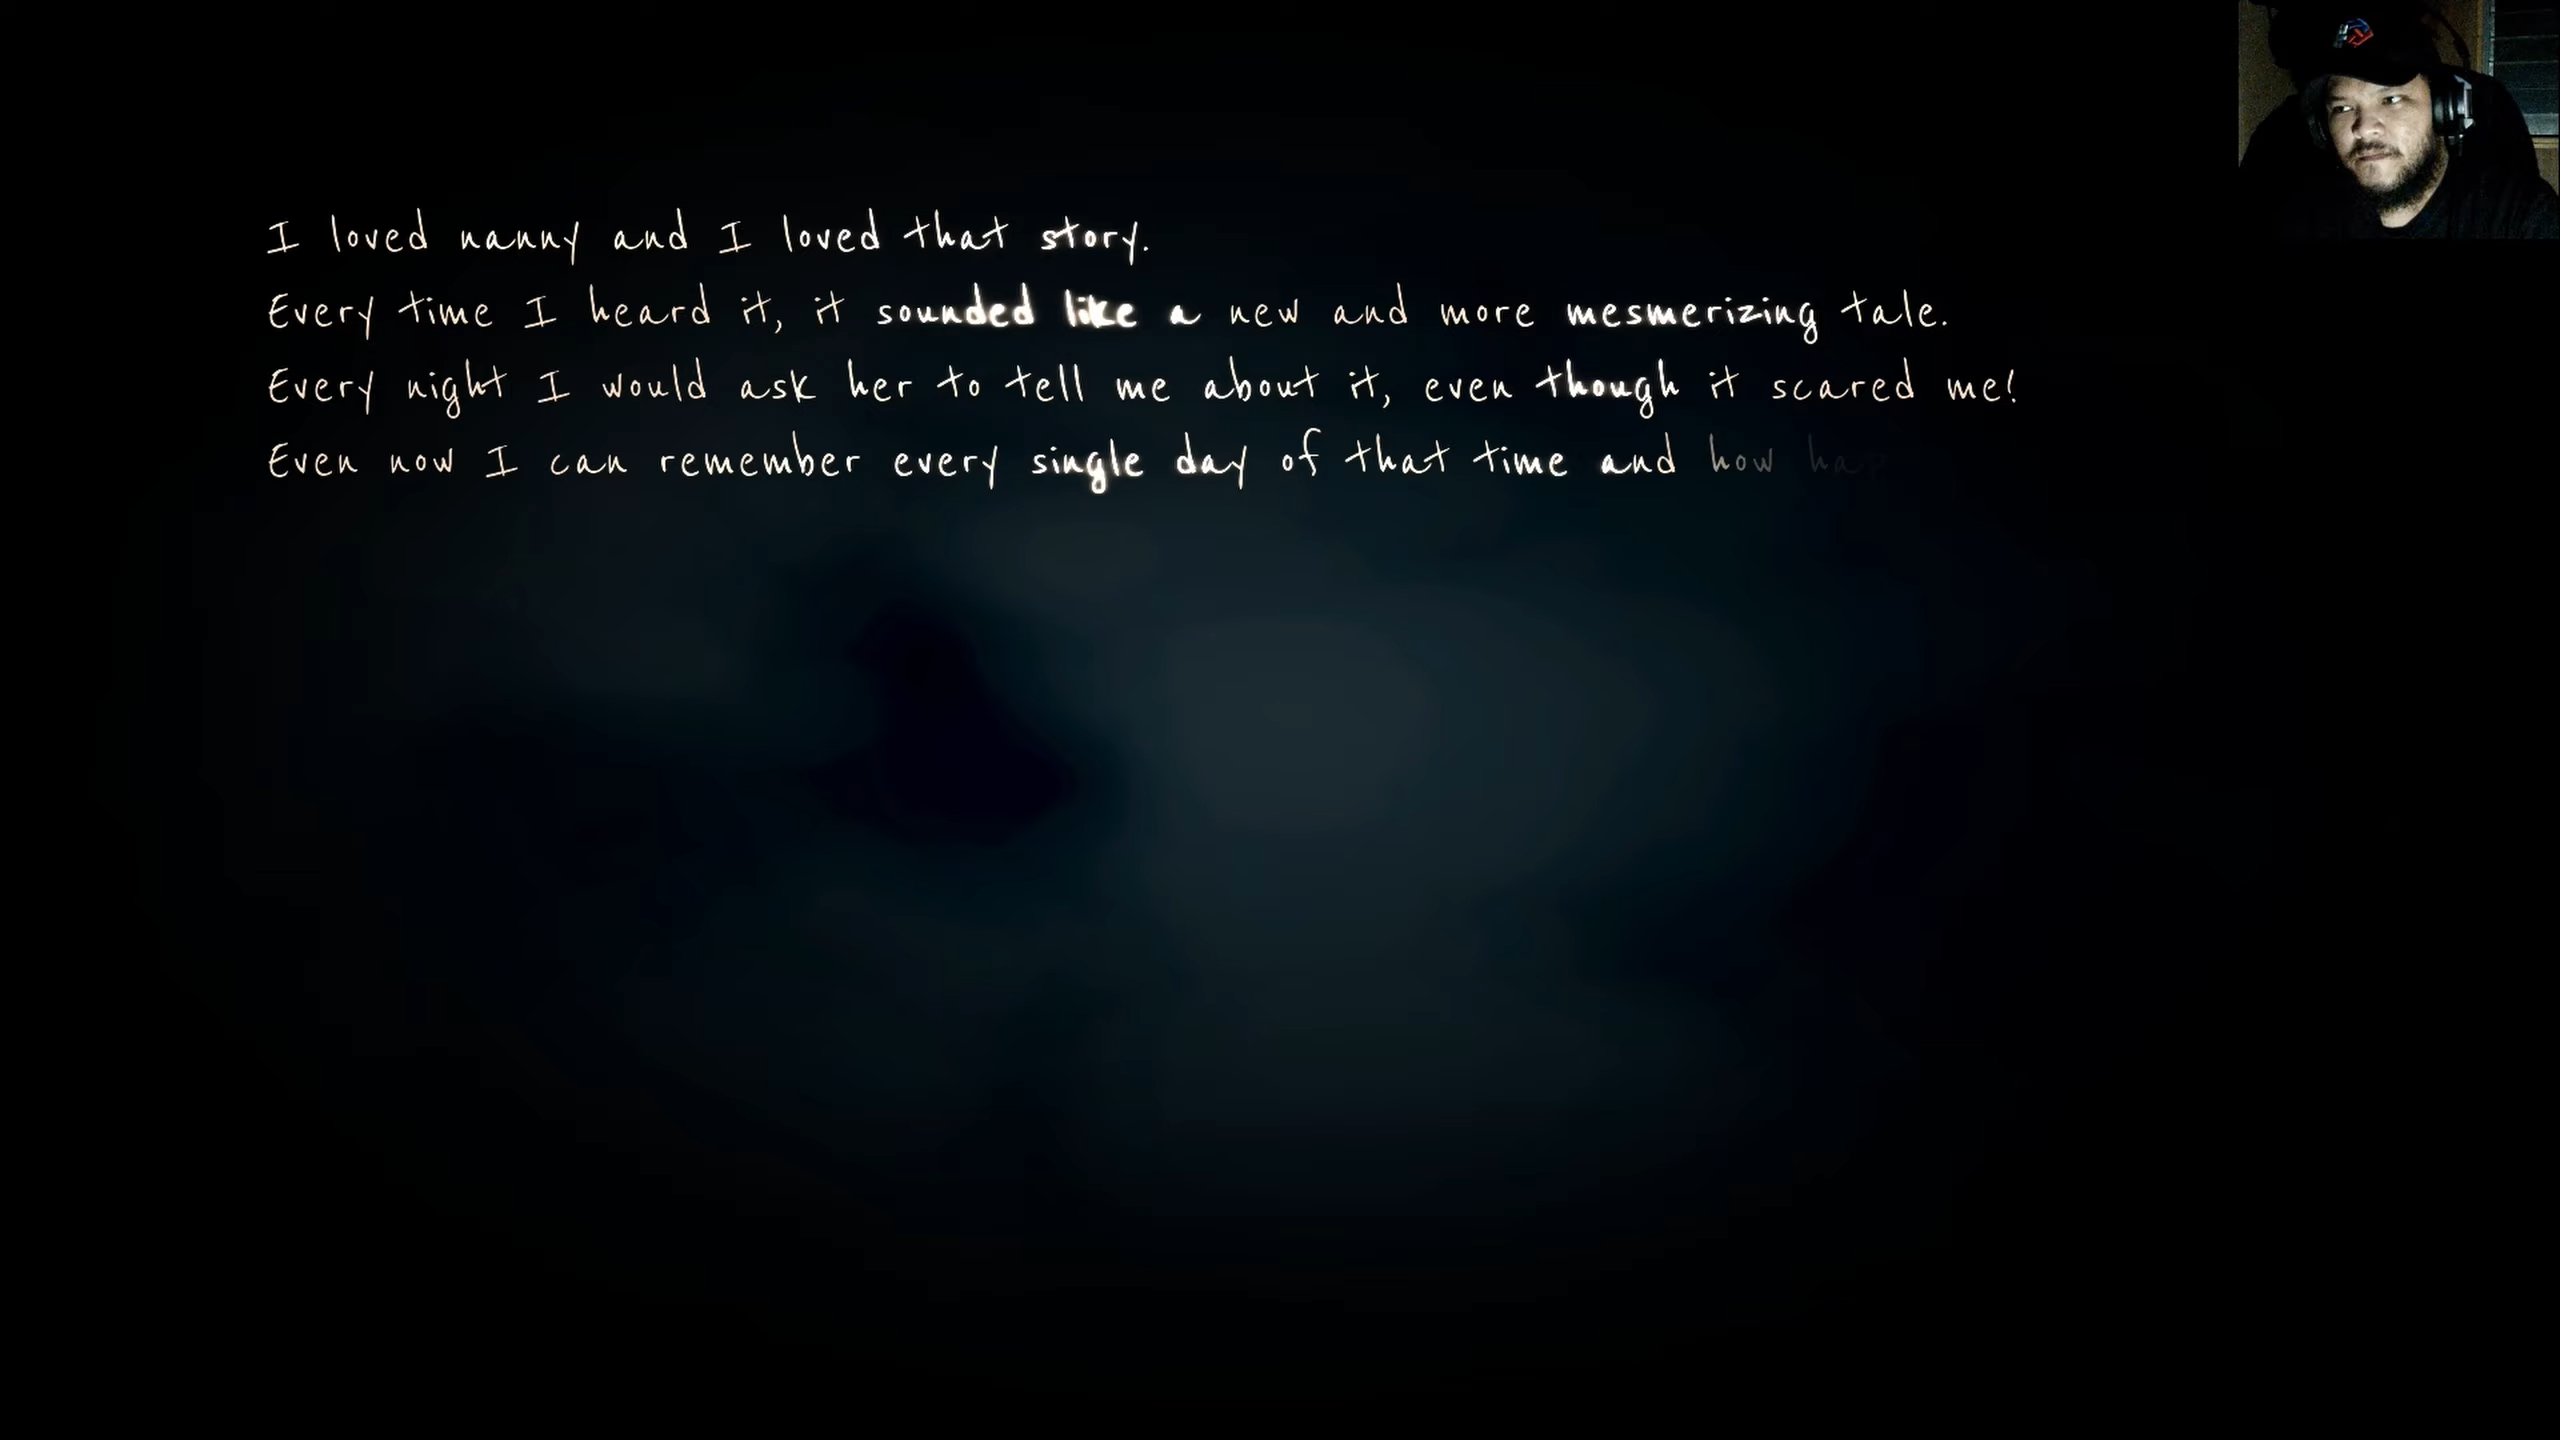 I loved nanny and I loved that story.
Every time I heard it, it sounded like a new and more mesmerizing tale.
Every night I would ask her to tell me about it, even though it scared me!
Even now I can remember every single day of that time and how hap